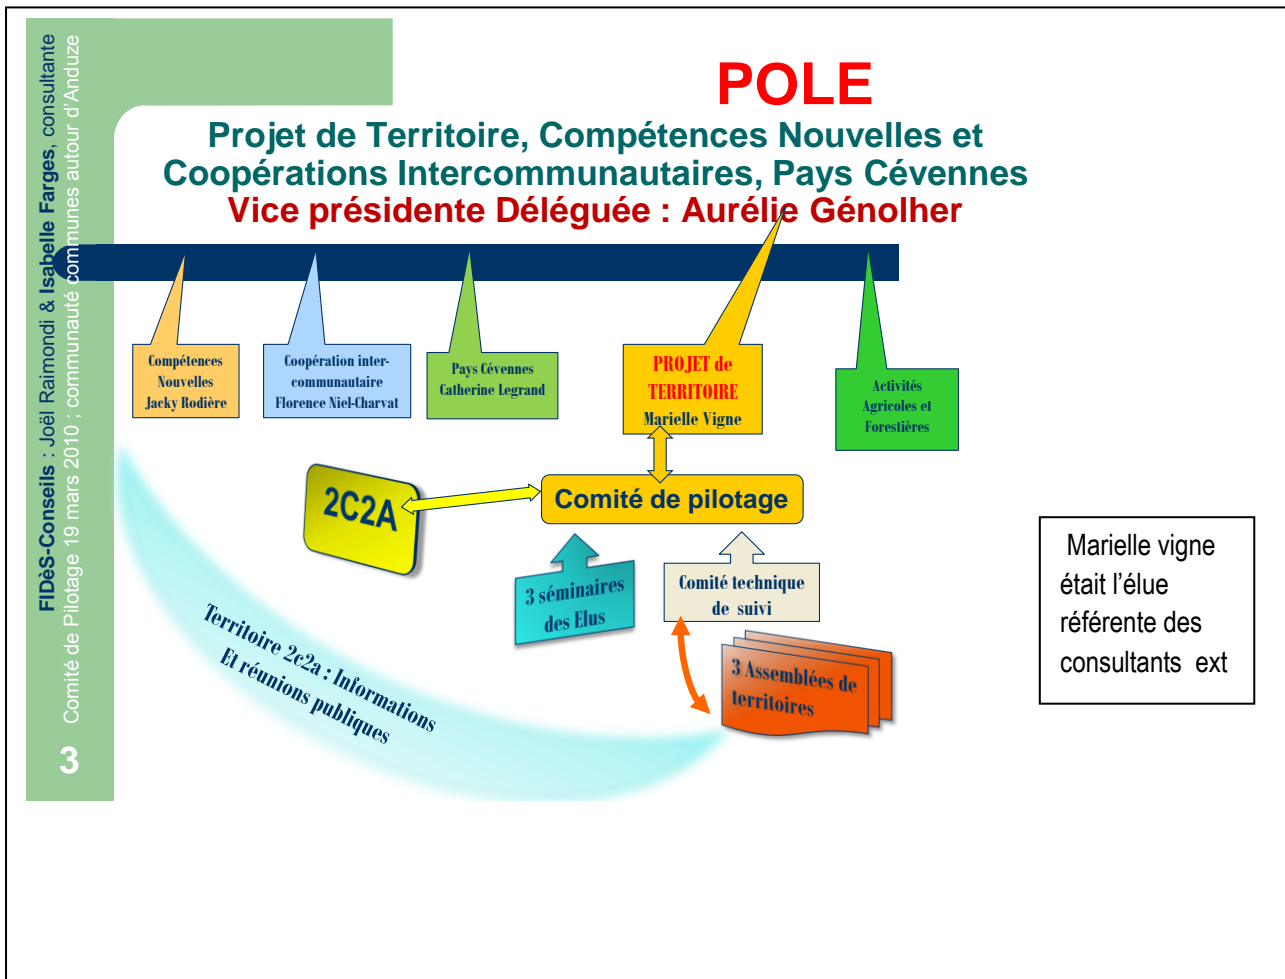 FIDèS-Conseils : Joël Raimondi & Isabelle Farges, consultante
Comité de Pilotage 19 mars 2010 ; communauté communes autour d'Anduze
3
POLE
Projet de Territoire, Compétences Nouvelles et
Coopérations Intercommunautaires, Pays Cévennes
Vice présidente Déléguée : Aurélie Génolher
Compétences
Nouvelles
Jacky Rodière
Coopération inter-
communautaire
Florence Niel-Charvat
Pays Cévennes
Catherine Legrand
PROJET de
TERRITOIRE
Marielle Vigne
Activités
Agricoles et
Forestières
2C2A
Comité de pilotage
3 séminaires
des Elus
Comité technique
de suivi
3 Assemblées de
territoires
Territoire 2c2a : Informations
Et réunions publiques
Marielle vigne
était l'élue
référente des
consultants ext